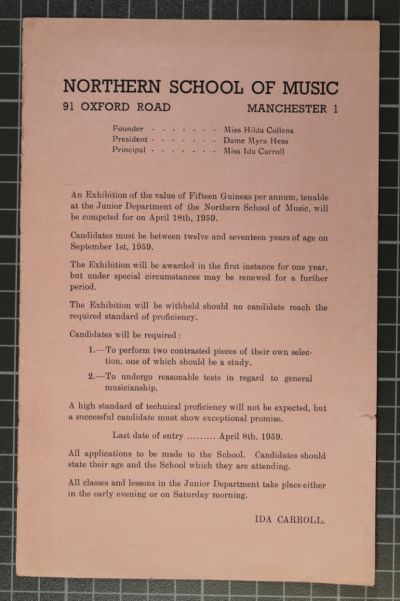 NORTHERN SCHOOL OF MUSIC
91 OXFORD ROAD MANCHESTER 1
Founder - - - - - - - Miss Hilda Collens
President - - - - - - - Dame Myra Hess
Principal - - - - - - - Miss Ida Carroll
An Exhibition of the value of Fifteen Guineas per annum, tenable
at the Junior Department of the Northern School of Music, will
be competed for on April 18th, 1959.
Candidates must be between twelve and seventeen years of age on
September 1st, 1959.
The Exhibition will be awarded in the first instance for one year,
but under special circumstances may be renewed for a further
period.
The Exhibition will be withheld should no candidate reach the
required standard of proficiency.
Candidates will be required:
1.—To perform two contrasted pieces of their own selec-
tion, one of which should be a study.
2.—To undergo reasonable tests in regard to general
musicianship.
A high standard of technical proficiency will not be expected, but
a successful candidate must show exceptional promise.
Last date of entry ......... April 8th, 1959.
All applications to be made to the School. Candidates should
state their age and the School which they are attending.
All classes and lessons in the Junior Department take place either
in the early evening or on Saturday morning.
IDA CARROLL.